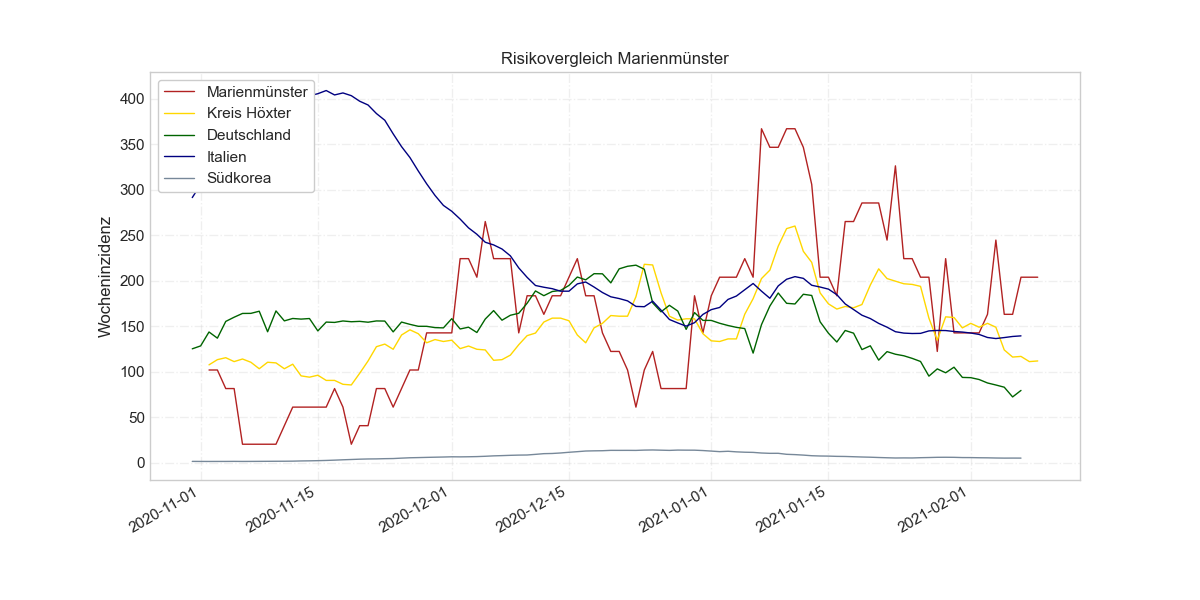 Risikovergleich Marienmünster
Marienmünster
Kreis Höxter
Deutschland
Italien
Südkorea
Wocheninzidenz
400
350
300
250
200
150
100
50
0
2020-11-01
2020-11-15
2020-12-01
2020-12-15
2021-01-01
2021-01-15
2021-02-01